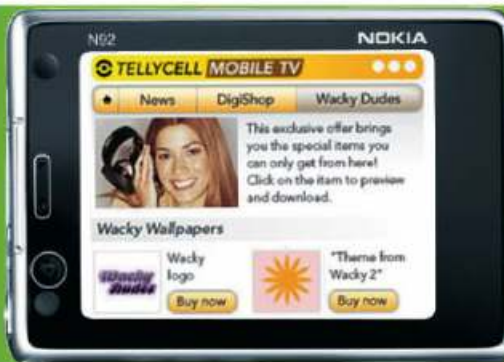 N92 NOKIA
TELLYCELL MOBILE TV
News DigiShop Wacky Dudes
This exclusive offer brings
you the special items you
can only get from here!
Click on the item to preview
and download.
Wacky Wallpapers
Wacky
logo
Buy now
Wacky
Dudes
"Theme from
Wacky 2"
Buy now